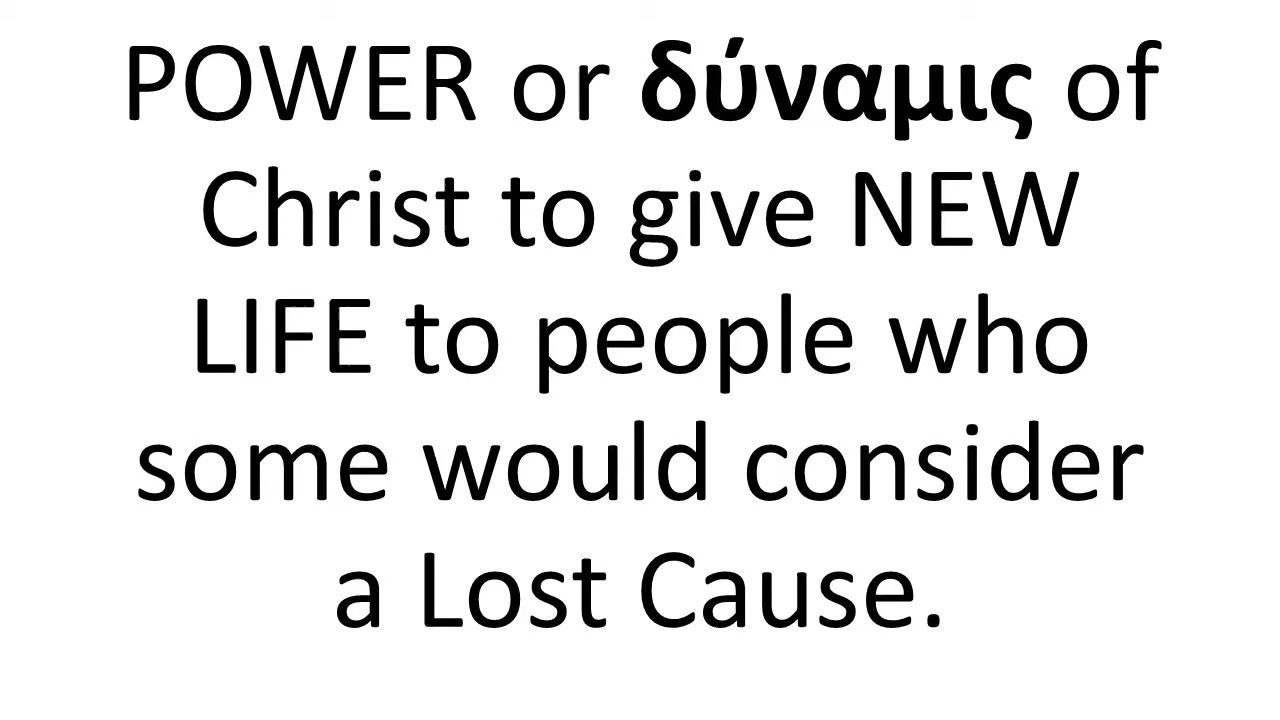 POWER or δύναμις of
Christ to give NEW
LIFE to people who
some would consider
a Lost Cause.